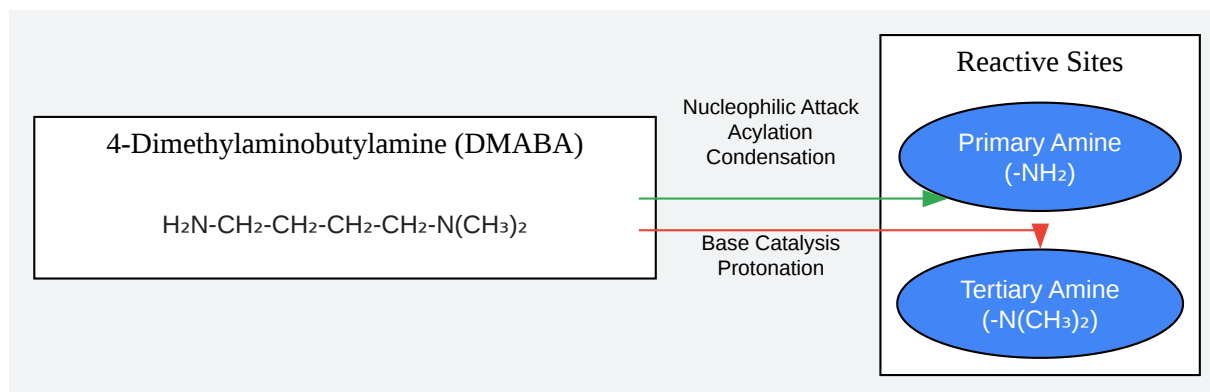 4-Dimethylaminobutylamine (DMABA)
H₂N-CH₂-CH₂-CH₂-CH₂-N(CH₃)₂
Nucleophilic Attack
Acylation
Condensation
Base Catalysis
Protonation
Reactive Sites
Primary Amine
(-NH₂)
Tertiary Amine
(-N(CH₃)₂)